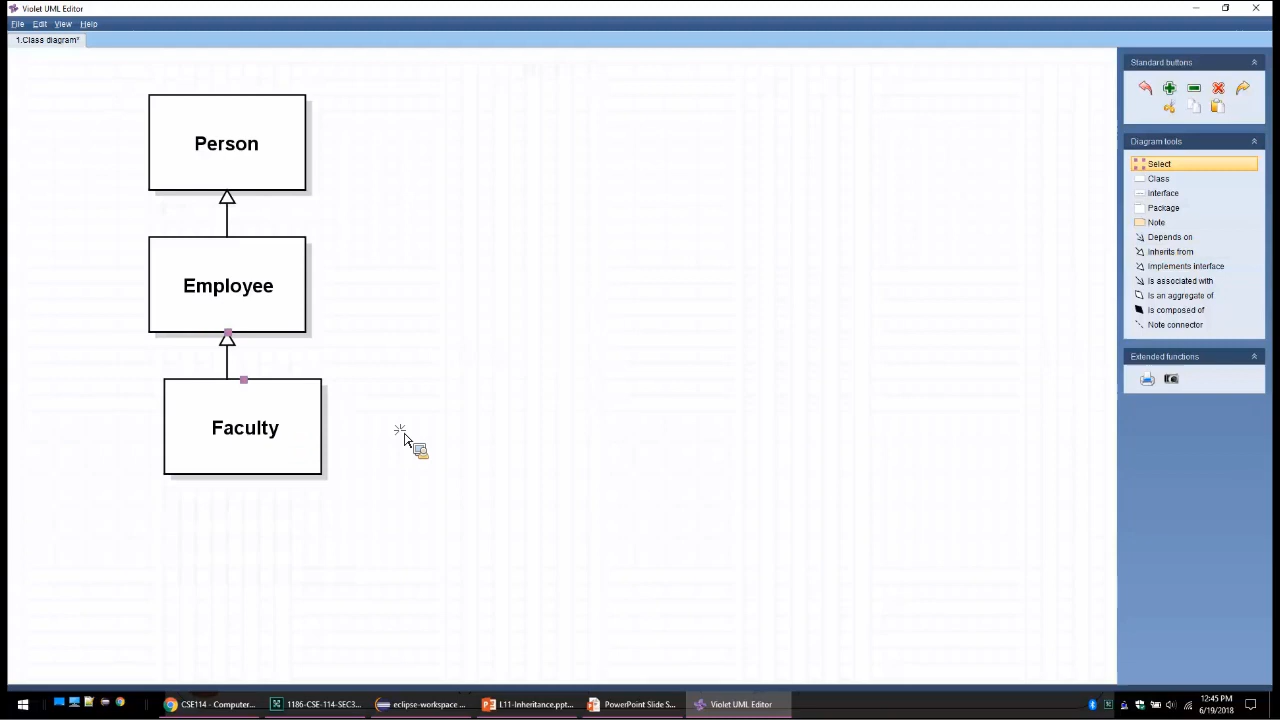 Violet UML Editor
File Edit View Help
1.Class diagram*
Standard buttons
Person
Diagram tools
Select
Class
Interface
Package
Note
Depends on
Inherits from
Implements interface
Is associated with
Is an aggregate of
Is composed of
Note connector
Employee
Extended functions
Faculty
CSE114 - Computer...
1186-CSE-114-SEC3...
eclipse-workspace ...
L11-Inheritance.ppt...
PowerPoint Slide S...
Violet UML Editor
12:45 PM
6/19/2018